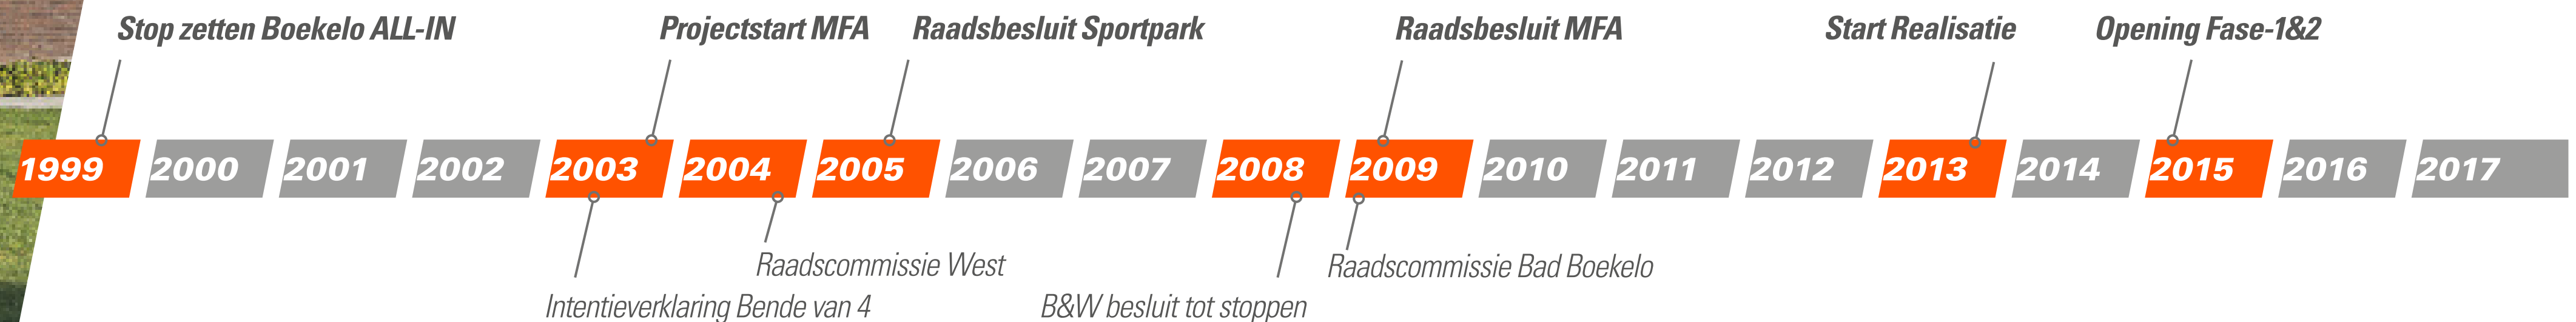 Stop zetten Boekelo ALL-IN Projectstart MFA Raadsbesluit Sportpark Raadsbesluit MFA Start Realisatie Opening Fase-1&2
1999 2000 2001 2002 2003 2004 2005 2006 2007 2008 2009 2010 2011 2012 2013 2014 2015 2016 2017
Raadscommissie West Raadscommissie Bad Boekelo
Intentieverklaring Bende van 4 B&W besluit tot stoppen